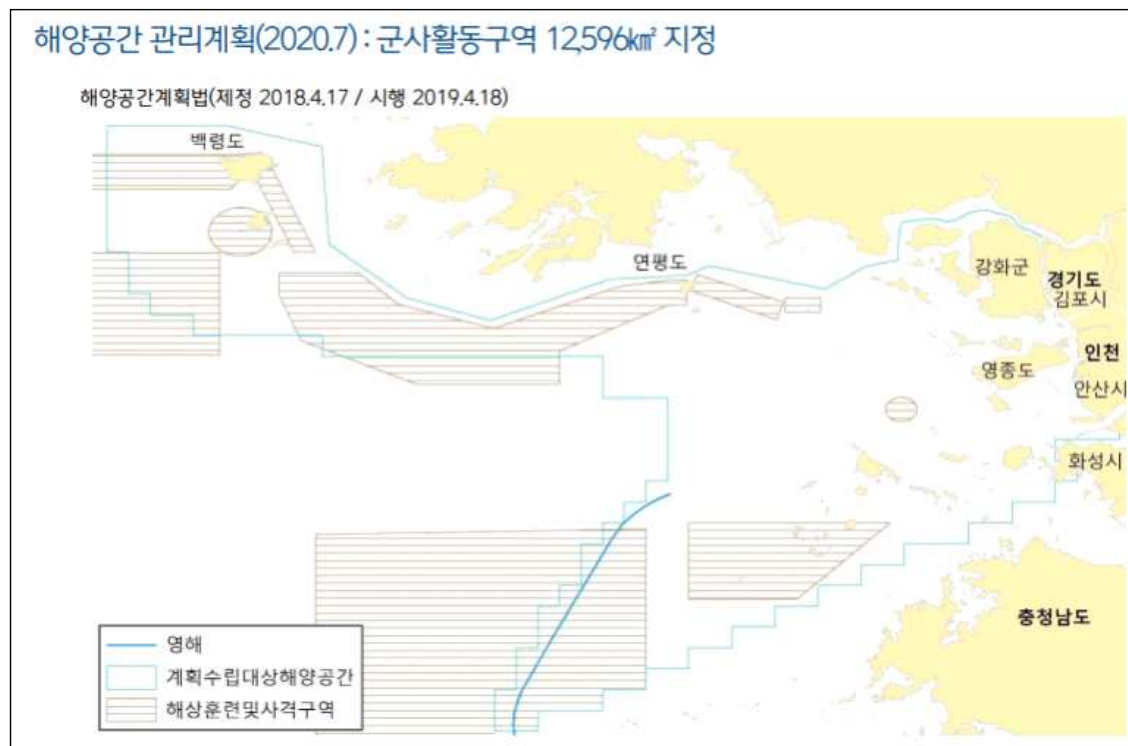 해양공간 관리계획(2020.7) : 군사활동구역 12,596㎢ 지정
해양공간계획법(제정 2018.4.17 / 시행 2019.4.18)
백령도
연평도
강화군
경기도
김포시
인천
영종도
안산시
화성시
충청남도
영해
계획수립대상해양공간
해상훈련및사격구역